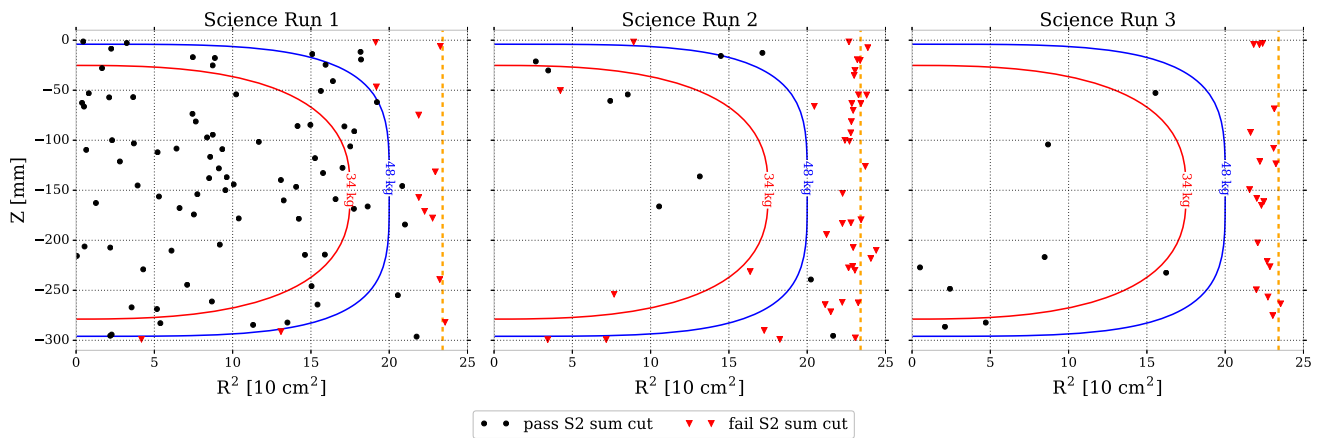 Science Run 1 Science Run 2 Science Run 3
0
−50
−100
−150
−200
−250
−300
Z [mm]
34 kg 48 kg 34 kg 48 kg 34 kg 48 kg
0 5 10 15 20 25 0 5 10 15 20 25 0 5 10 15 20 25
R² [10 cm²] R² [10 cm²] R² [10 cm²]
pass S2 sum cut fail S2 sum cut